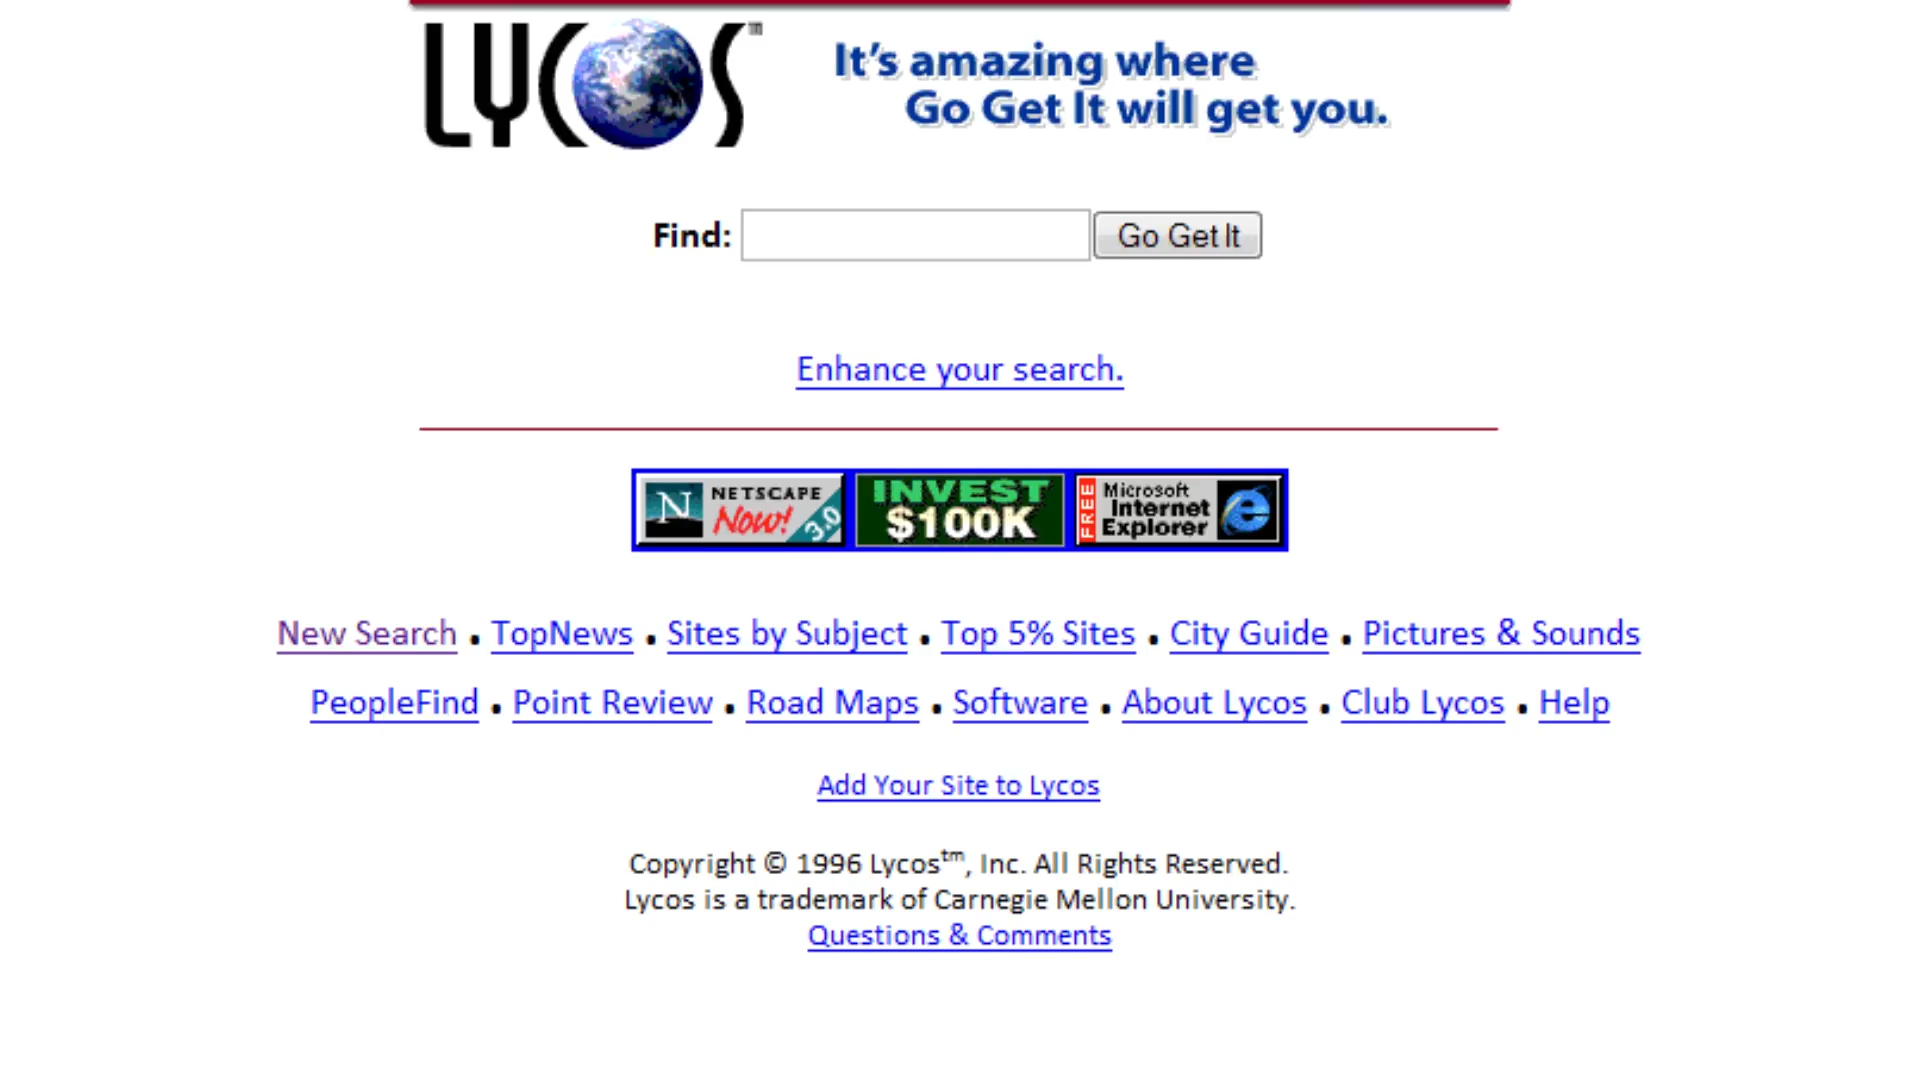 LYCOS™
It's amazing where
Go Get It will get you.
Find: Go Get It
Enhance your search.
N NETSCAPE Now! 3.0
INVEST $100K
FREE Microsoft Internet Explorer
New Search • TopNews • Sites by Subject • Top 5% Sites • City Guide • Pictures & Sounds
PeopleFind • Point Review • Road Maps • Software • About Lycos • Club Lycos • Help
Add Your Site to Lycos
Copyright © 1996 Lycos™, Inc. All Rights Reserved.
Lycos is a trademark of Carnegie Mellon University.
Questions & Comments